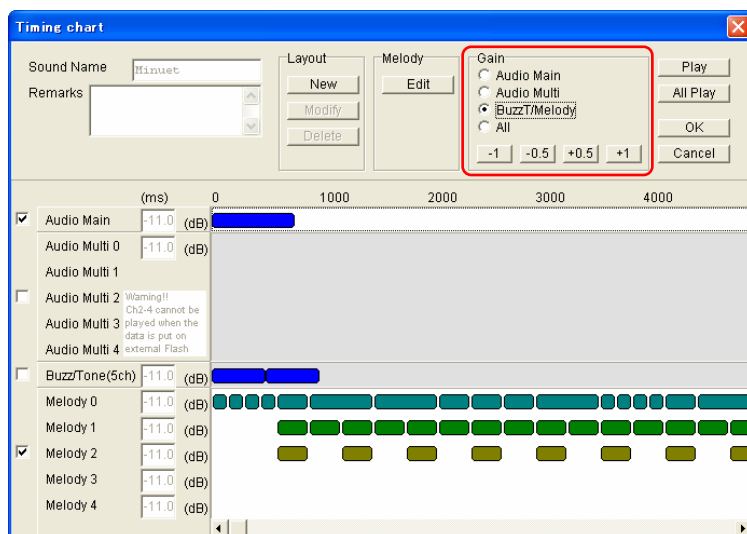 Timing chart
Sound Name Minuet
Remarks
Layout
New
Modify
Delete
Melody
Edit
Gain
Audio Main
Audio Multi
BuzzT/Melody
All
-1 -0.5 +0.5 +1
Play
All Play
OK
Cancel
(ms) 0 1000 2000 3000 4000
Audio Main -11.0 (dB)
Audio Multi 0 -11.0 (dB)
Audio Multi 1
Audio Multi 2
Audio Multi 3
Audio Multi 4
Warning!!
Ch2-4 cannot be
played when the
data is put on
external Flash
Buzz/Tone(5ch) -11.0 (dB)
Melody 0 -11.0 (dB)
Melody 1 -11.0 (dB)
Melody 2 -11.0 (dB)
Melody 3 -11.0 (dB)
Melody 4 -11.0 (dB)